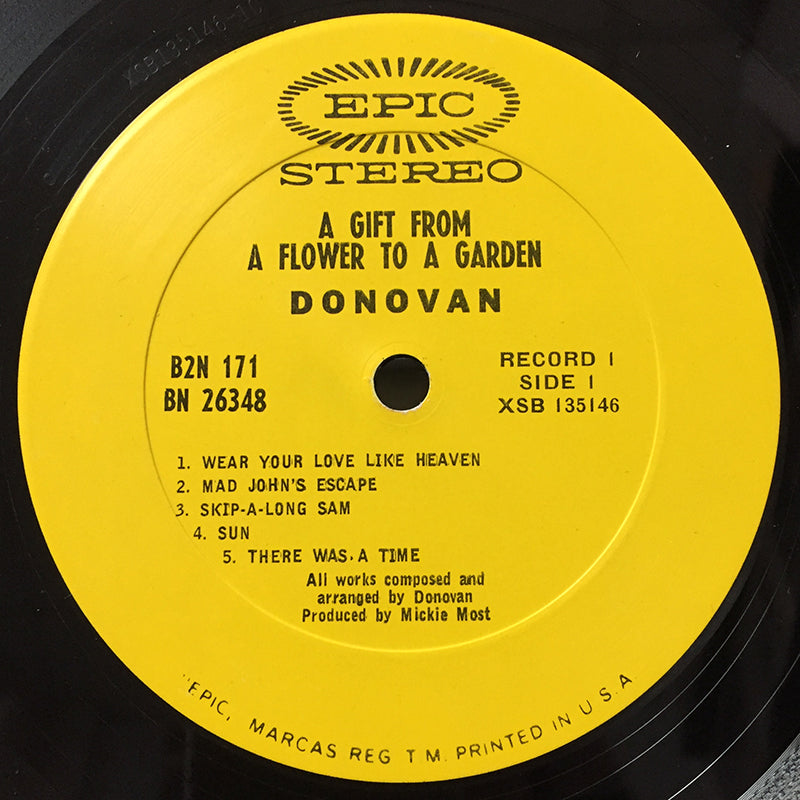 XSB135146-1C
EPIC
STEREO
A GIFT FROM
A FLOWER TO A GARDEN
DONOVAN
B2N 171
BN 26348
RECORD 1
SIDE 1
XSB 135146
1. WEAR YOUR LOVE LIKE HEAVEN
2. MAD JOHN'S ESCAPE
3. SKIP-A-LONG SAM
4. SUN
5. THERE WAS A TIME
All works composed and
arranged by Donovan
Produced by Mickie Most
"EPIC, MARCAS REG T M. PRINTED IN U S. A.